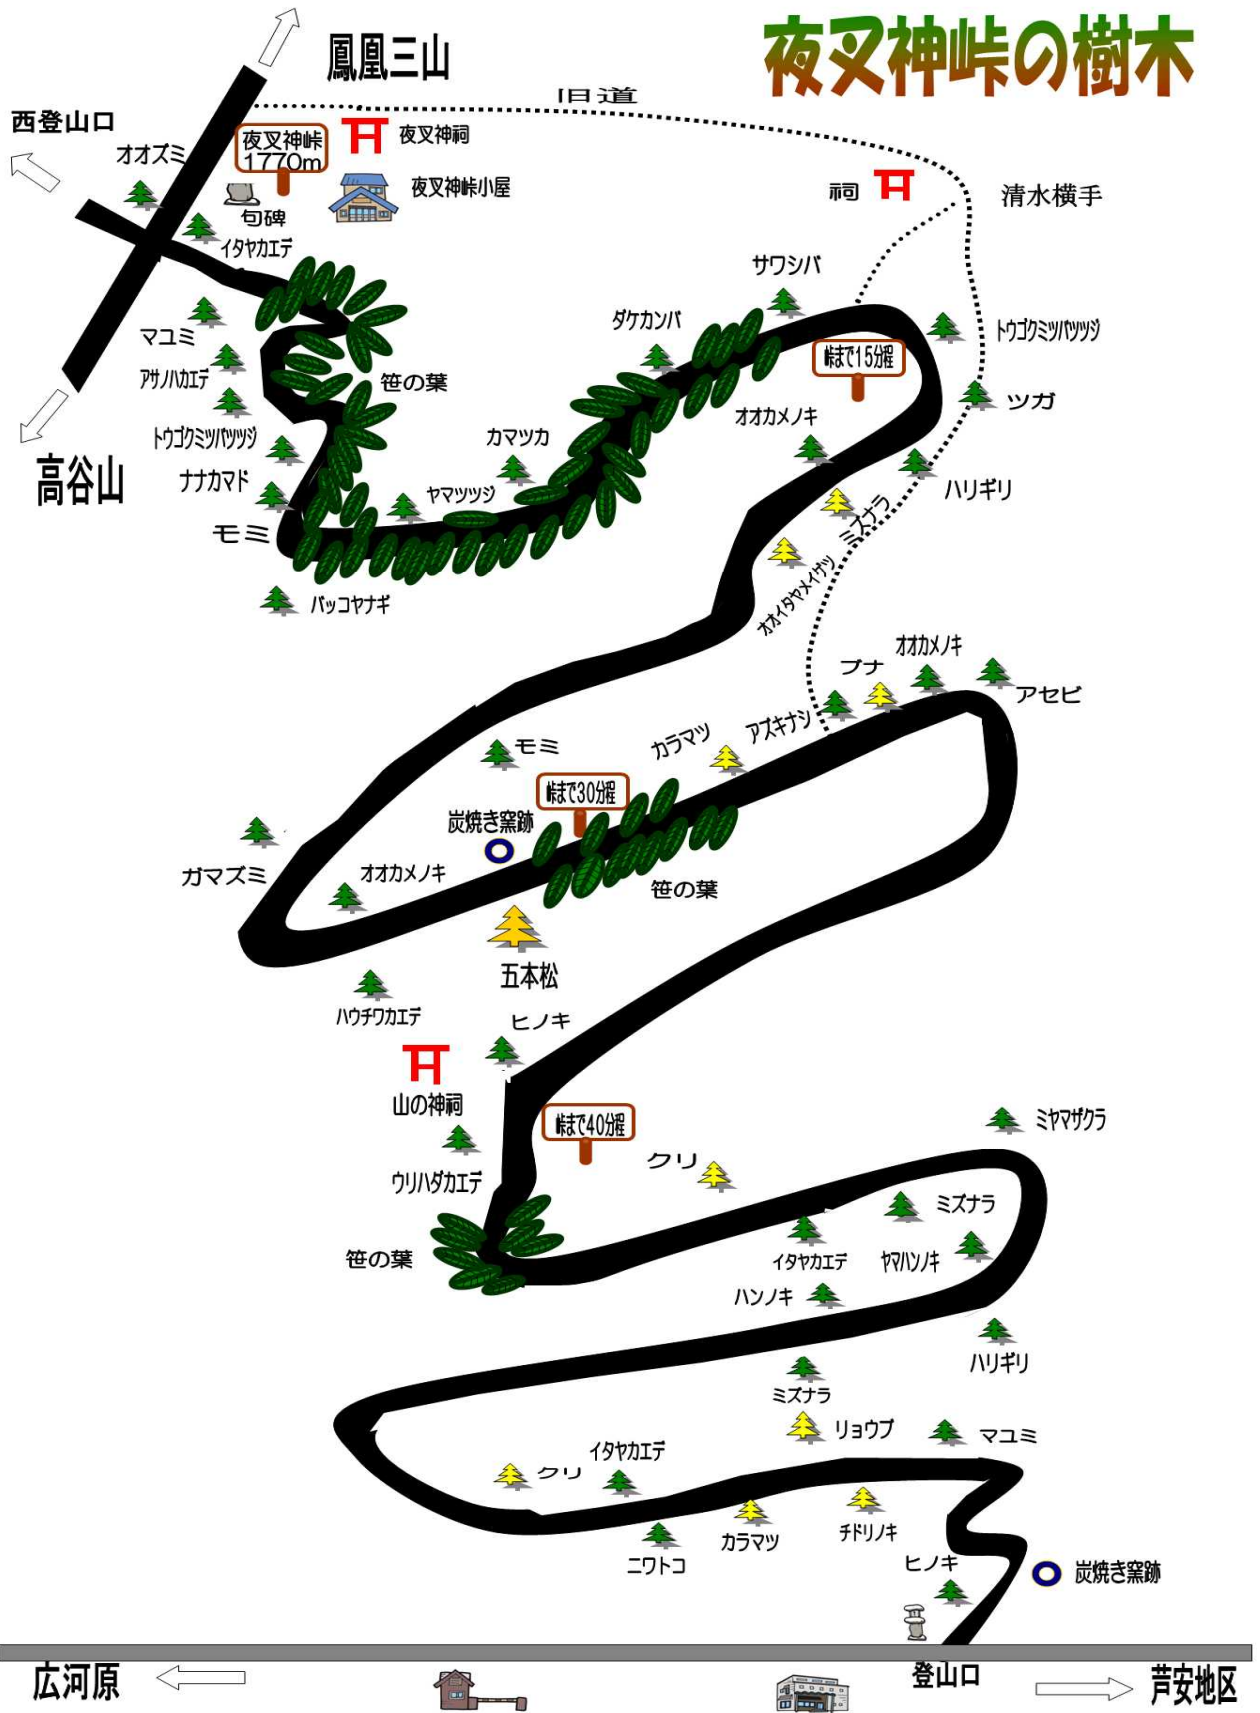 夜叉神峠の樹木
鳳凰三山
旧道
西登山口
オオズミ
夜叉神峠
1770m
夜叉神祠
夜叉神峠小屋
句碑
イタヤカエデ
祠
清水横手
サワシバ
ダケカンバ
トウゴクミツバツツジ
マユミ
アサノハカエデ
笹の葉
峠まで15分程
ツガ
オオカメノキ
トウゴクミツバツツジ
カマツカ
高谷山
ナナカマド
ヤマツツジ
ハリギリ
ミズナラ
モミ
オオイタヤメイゲツ
バッコヤナギ
オオカメノキ
ブナ
アセビ
アズキナシ
カラマツ
モミ
峠まで30分程
炭焼き窯跡
ガマズミ
オオカメノキ
笹の葉
五本松
ハウチワカエデ
ヒノキ
山の神祠
峠まで40分程
ミヤマザクラ
クリ
ウリハダカエデ
ミズナラ
笹の葉
イタヤカエデ
ヤマハンノキ
ハンノキ
ハリギリ
ミズナラ
リョウブ
マユミ
イタヤカエデ
クリ
カラマツ
チドリノキ
ニワトコ
ヒノキ
炭焼き窯跡
広河原
登山口
芦安地区